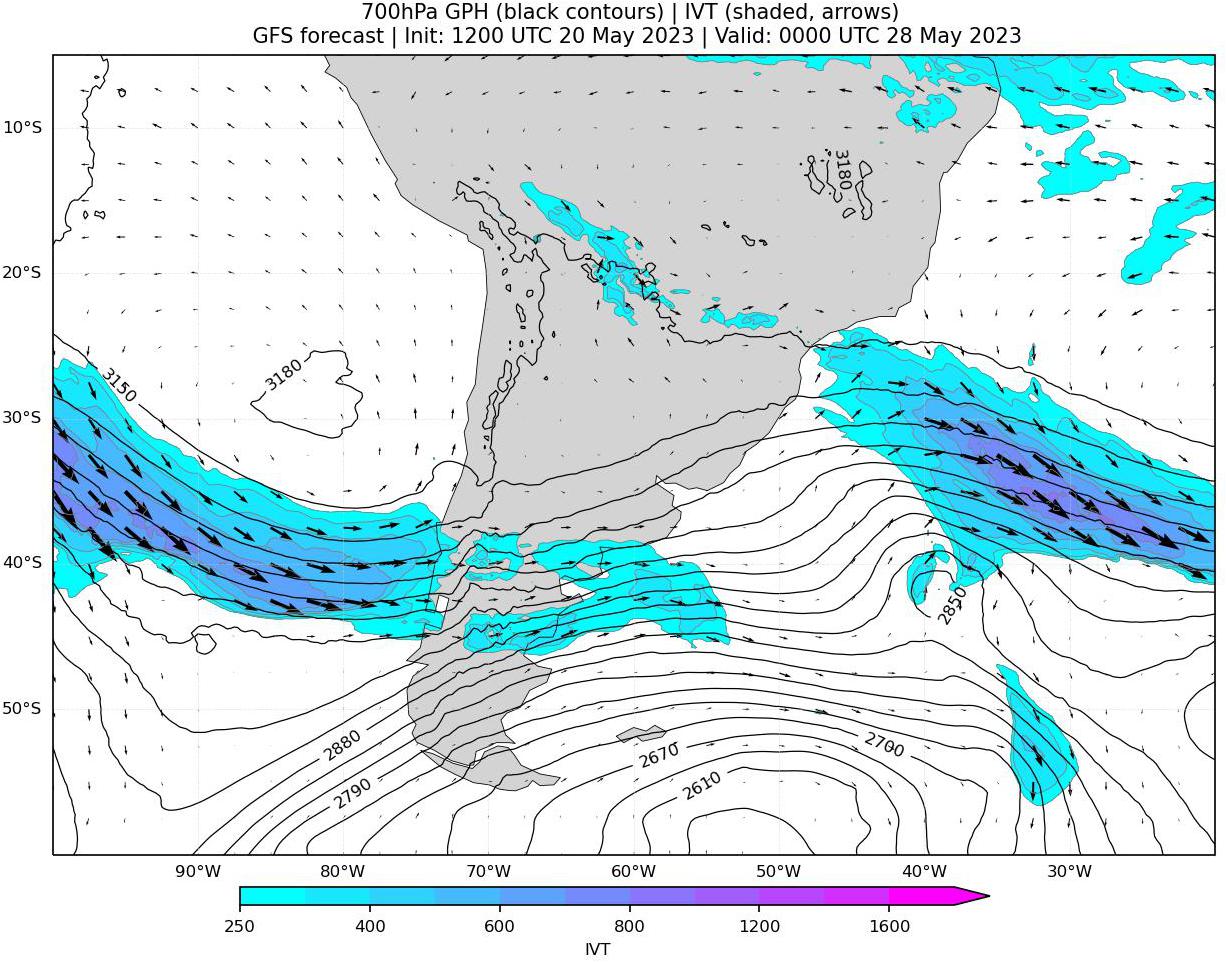 700hPa GPH (black contours) | IVT (shaded, arrows)
GFS forecast | Init: 1200 UTC 20 May 2023 | Valid: 0000 UTC 28 May 2023
10°S
3180
20°S
3150
3180
30°S
40°S
2850
50°S
2880
2700
2670
2790
2610
90°W 80°W 70°W 60°W 50°W 40°W 30°W
250 400 600 800 1200 1600
IVT